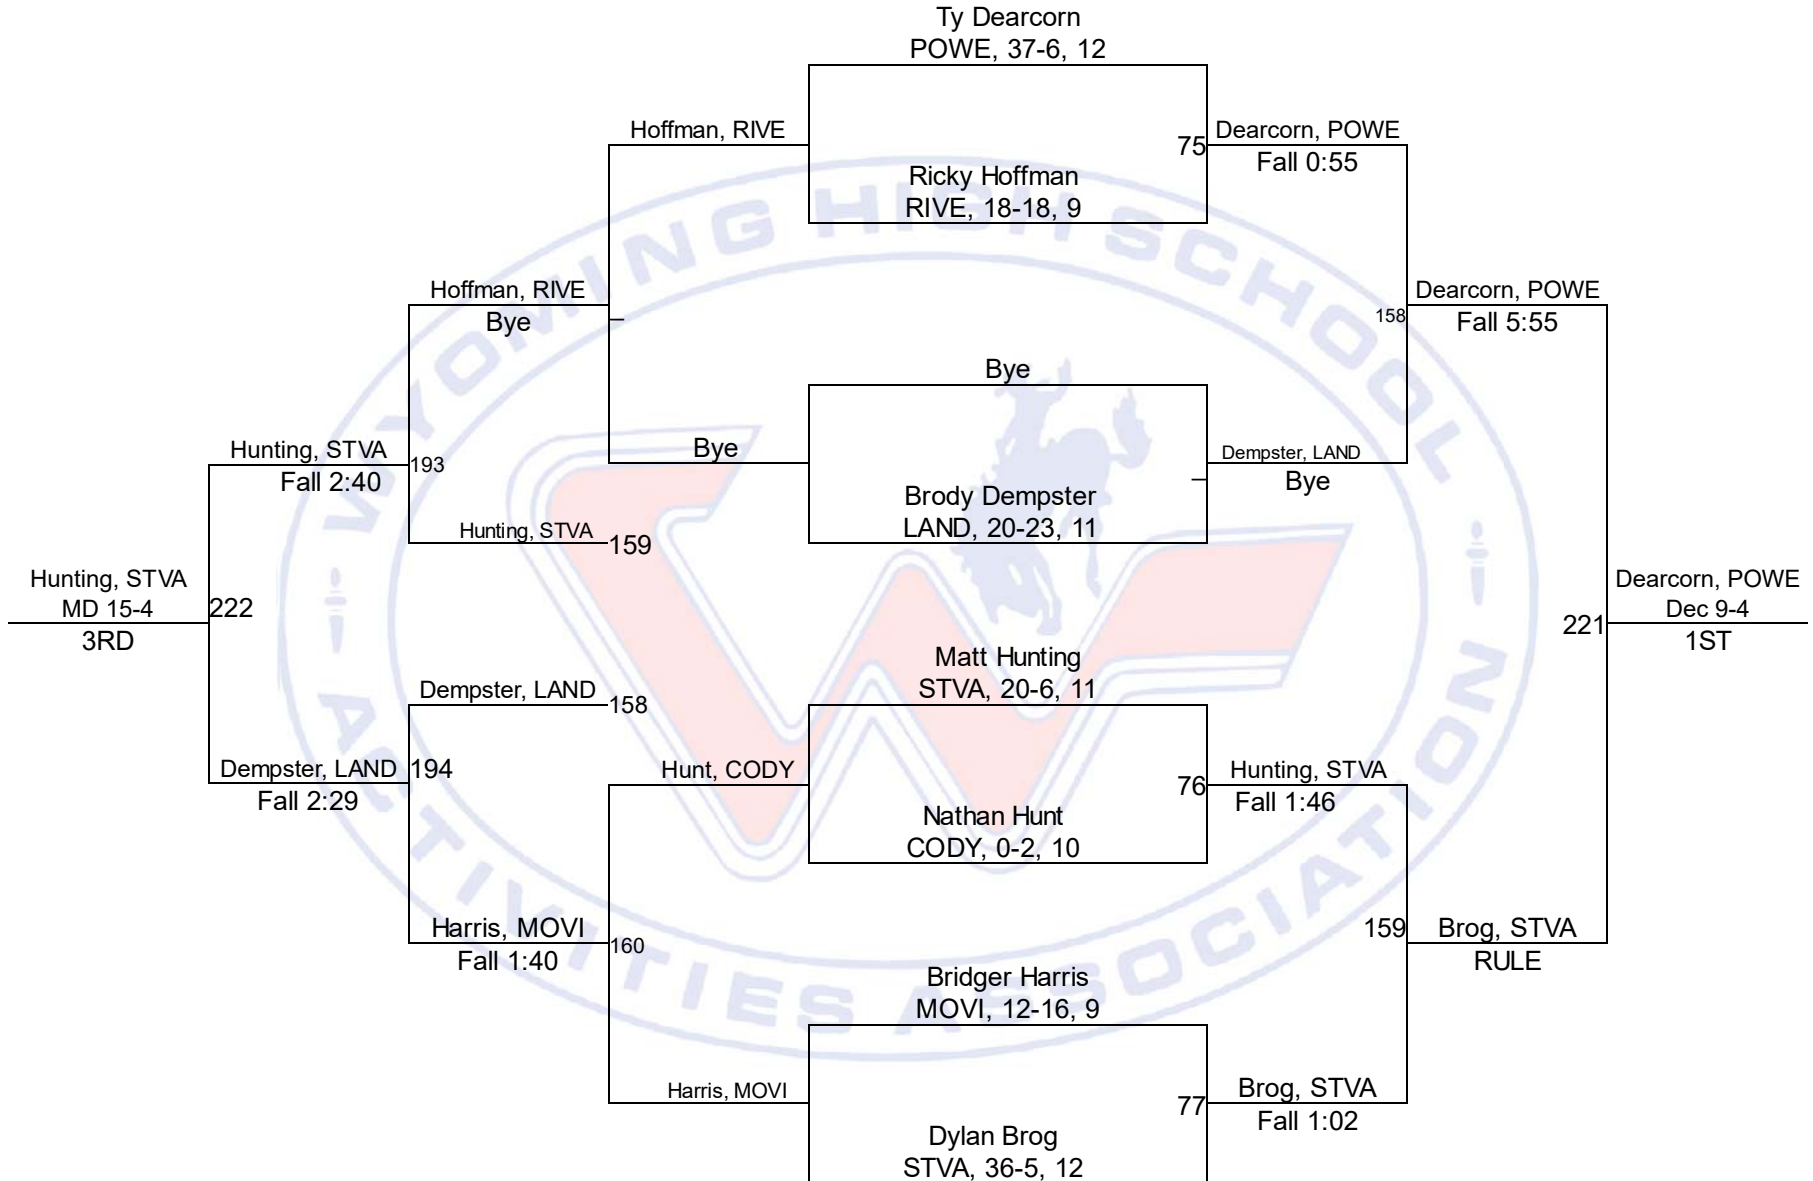 Ty Dearcorn
POWE, 37-6, 12
Hoffman, RIVE
75
Dearcorn, POWE
Fall 0:55
Ricky Hoffman
RIVE, 18-18, 9
Hoffman, RIVE
Bye
158
Dearcorn, POWE
Fall 5:55
Bye
Hunting, STVA
Fall 2:40
193
Bye
Dempster, LAND
Bye
Brody Dempster
LAND, 20-23, 11
Hunting, STVA
159
Hunting, STVA
MD 15-4
3RD
222
221
Dearcorn, POWE
Dec 9-4
1ST
Matt Hunting
STVA, 20-6, 11
Dempster, LAND
158
Dempster, LAND
Fall 2:29
194
Hunt, CODY
76
Hunting, STVA
Fall 1:46
Nathan Hunt
CODY, 0-2, 10
Harris, MOVI
Fall 1:40
160
159
Brog, STVA
RULE
Bridger Harris
MOVI, 12-16, 9
Harris, MOVI
77
Brog, STVA
Fall 1:02
Dylan Brog
STVA, 36-5, 12
WYOMING HIGH SCHOOL
ACTIVITIES ASSOCIATION